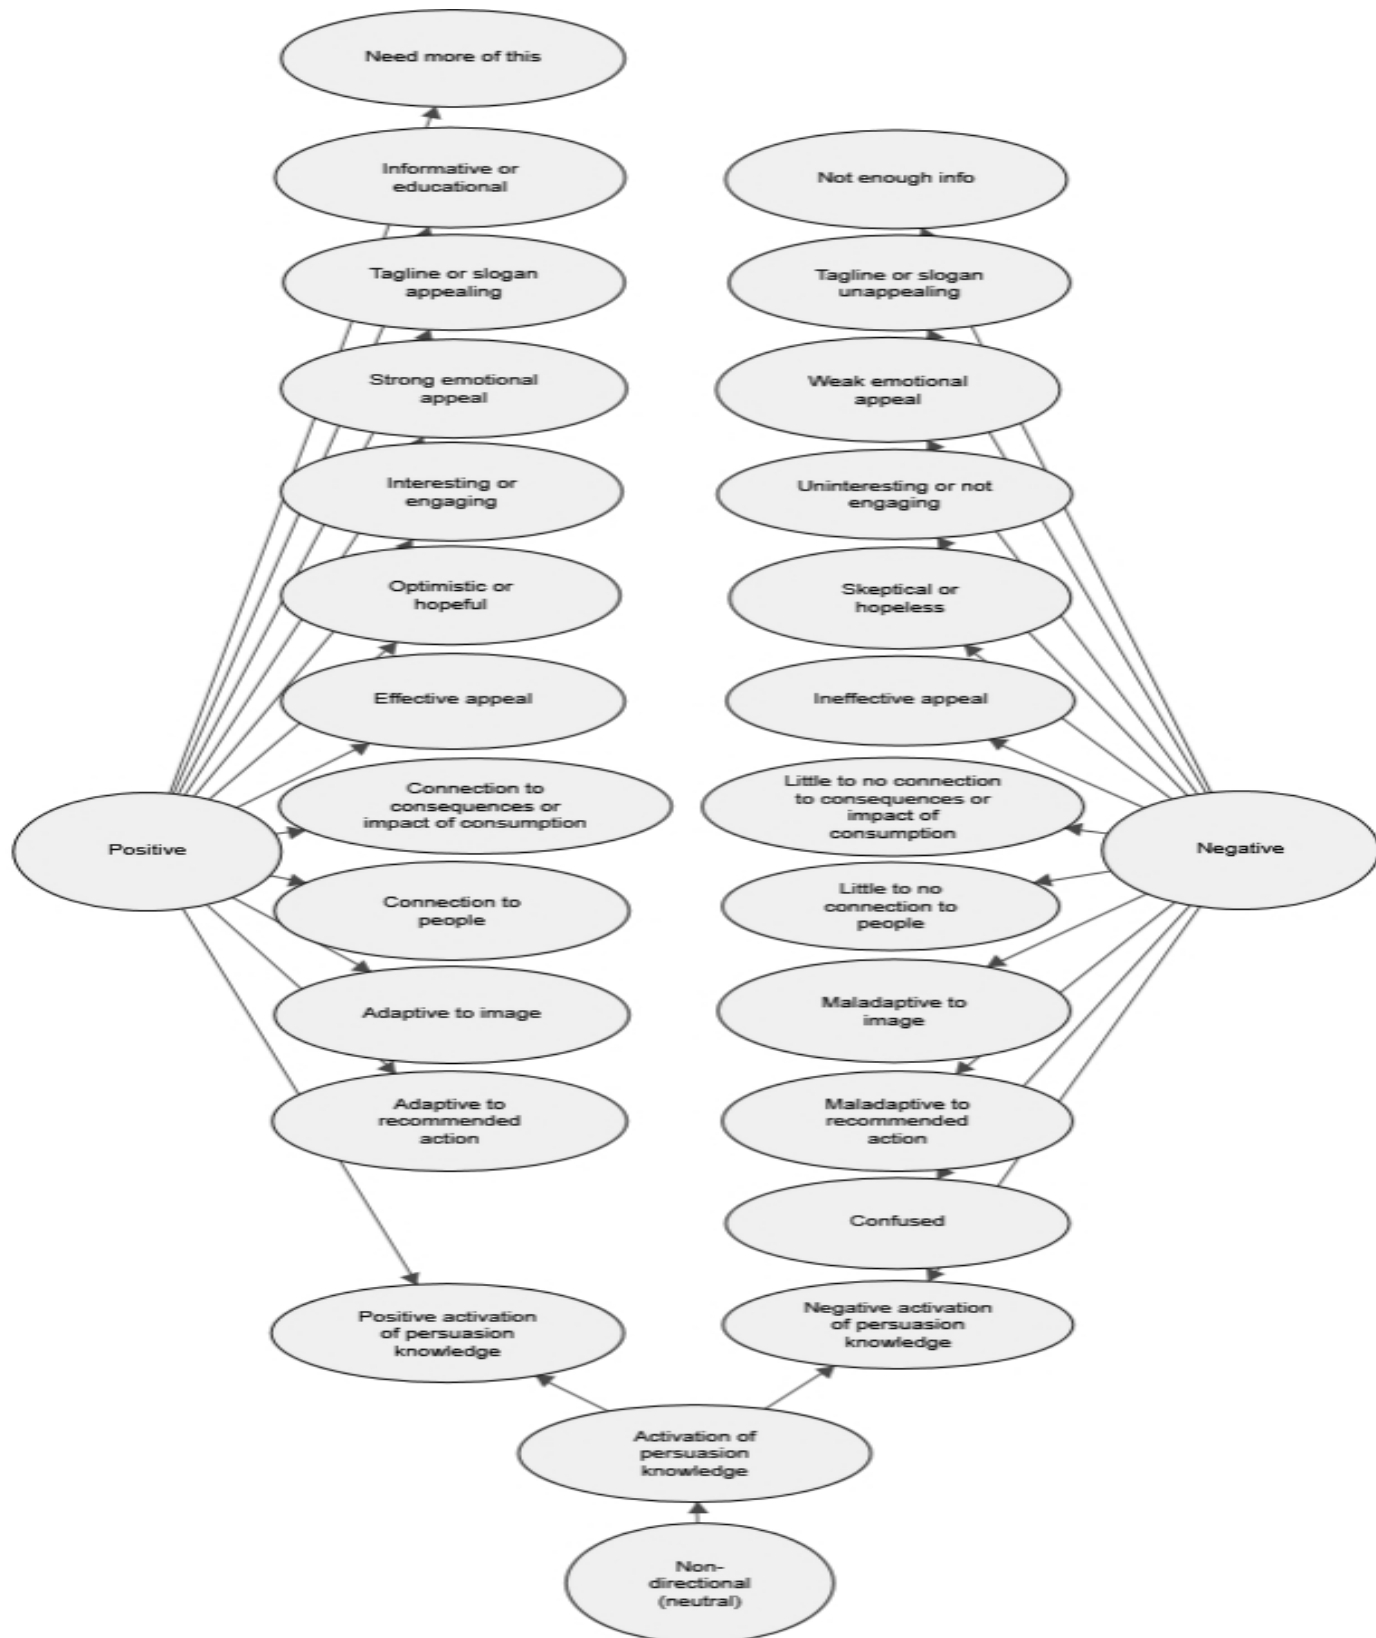 Need more of this
Informative or
educational
Not enough info
Tagline or slogan
appealing
Tagline or slogan
unappealing
Strong emotional
appeal
Weak emotional
appeal
Interesting or
engaging
Uninteresting or not
engaging
Optimistic or
hopeful
Skeptical or
hopeless
Effective appeal
Ineffective appeal
Connection to
consequences or
impact of consumption
Little to no connection
to consequences or
impact of
consumption
Positive
Negative
Connection to
people
Little to no
connection to
people
Adaptive to image
Maladaptive to
image
Adaptive to
recommended
action
Maladaptive to
recommended
action
Confused
Positive activation
of persuasion
knowledge
Negative activation
of persuasion
knowledge
Activation of
persuasion
knowledge
Non-
directional
(neutral)